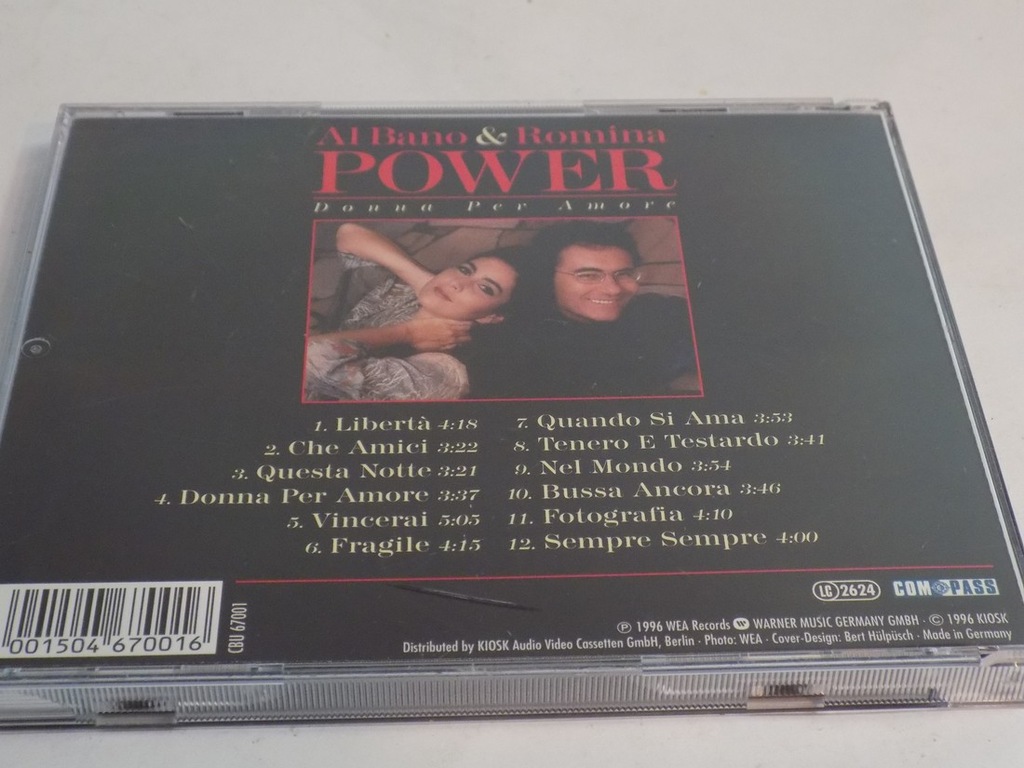 Al Bano & Romina
POWER
Donna Per Amore
1. Libertà 4:18
2. Che Amici 3:22
3. Questa Notte 3:21
4. Donna Per Amore 3:37
5. Vincerai 5:05
6. Fragile 4:15
7. Quando Si Ama 3:53
8. Tenero E Testardo 3:41
9. Nel Mondo 3:54
10. Bussa Ancora 3:46
11. Fotografia 4:10
12. Sempre Sempre 4:00
001504 670016
CBU 67001
LC 2624
COMPASS
℗ 1996 WEA Records WARNER MUSIC GERMANY GMBH · © 1996 KIOSK
Distributed by KIOSK Audio Video Cassetten GmbH, Berlin · Photo: WEA · Cover-Design: Bert Hülpüsch · Made in Germany